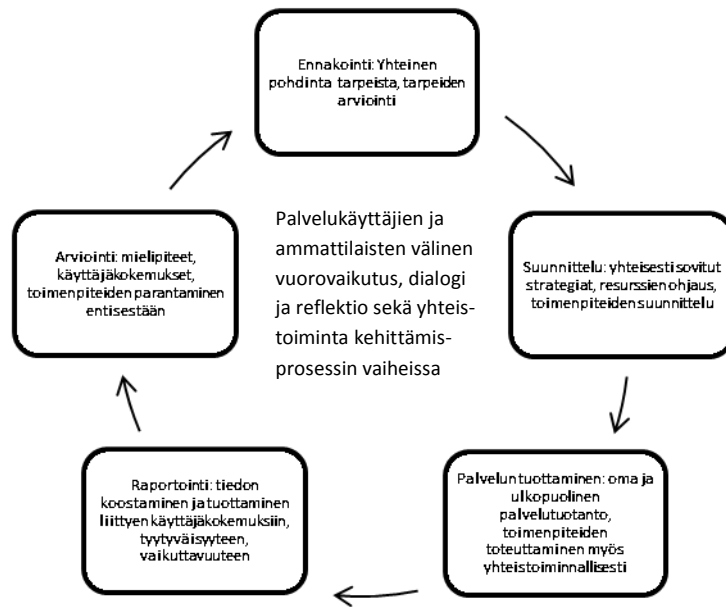 Ennakointi: Yhteinen
pohdinta tarpeista, tarpeiden
arviointi
Suunnittelu: yhteisesti sovitut
strategiat, resurssien ohjaus,
toimenpiteiden suunnittelu
Palvelun tuottaminen: oma ja
ulkopuolinen
palvelutuotanto,
toimenpiteiden
toteuttaminen myös
yhteistoiminnallisesti
Raportointi: tiedon
koostaminen ja tuottaminen
liittyen käyttäjäkokemuksiin,
tyytyväisyyteen,
vaikuttavuuteen
Arviointi: mielipiteet,
käyttäjäkokemukset,
toimenpiteiden parantaminen
entisestään
Palvelukäyttäjien ja
ammattilaisten välinen
vuorovaikutus, dialogi
ja reflektio sekä yhteis-
toiminta kehittämis-
prosessin vaiheissa